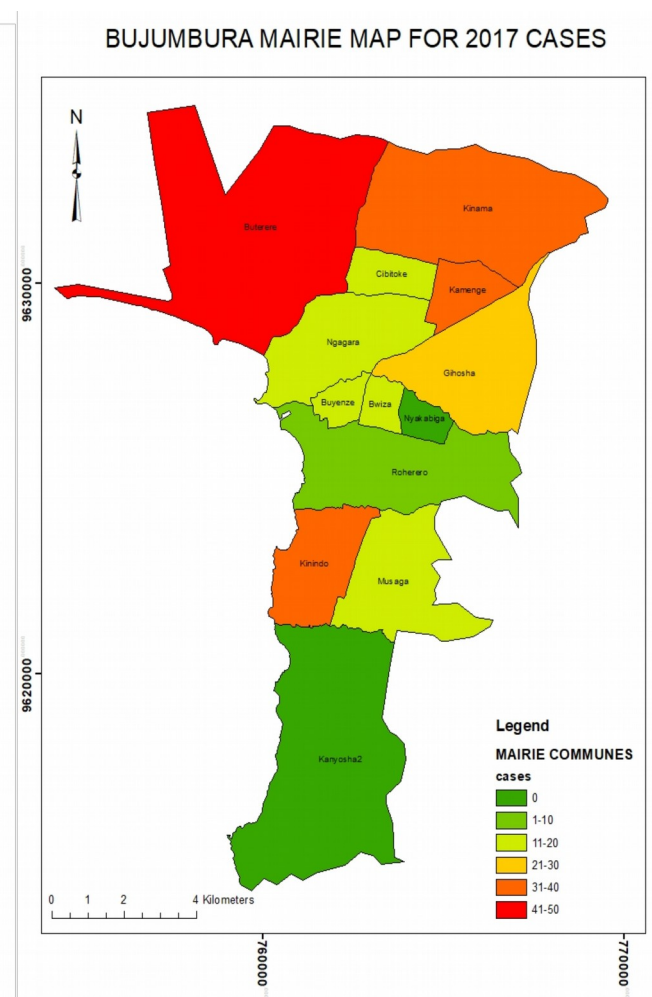 BUJUMBURA MAIRIE MAP FOR 2017 CASES
N
Buterere
Kinama
Cibitoke
Kamenge
9630000
Ngagara
Gihosha
Buyenze
Bwiza
Nyakabiga
Roherero
Kinindo
Musaga
9620000
Kanyosha2
Legend
MAIRIE COMMUNES
cases
0
1-10
11-20
21-30
31-40
41-50
0 1 2 4 Kilometers
760000
770000